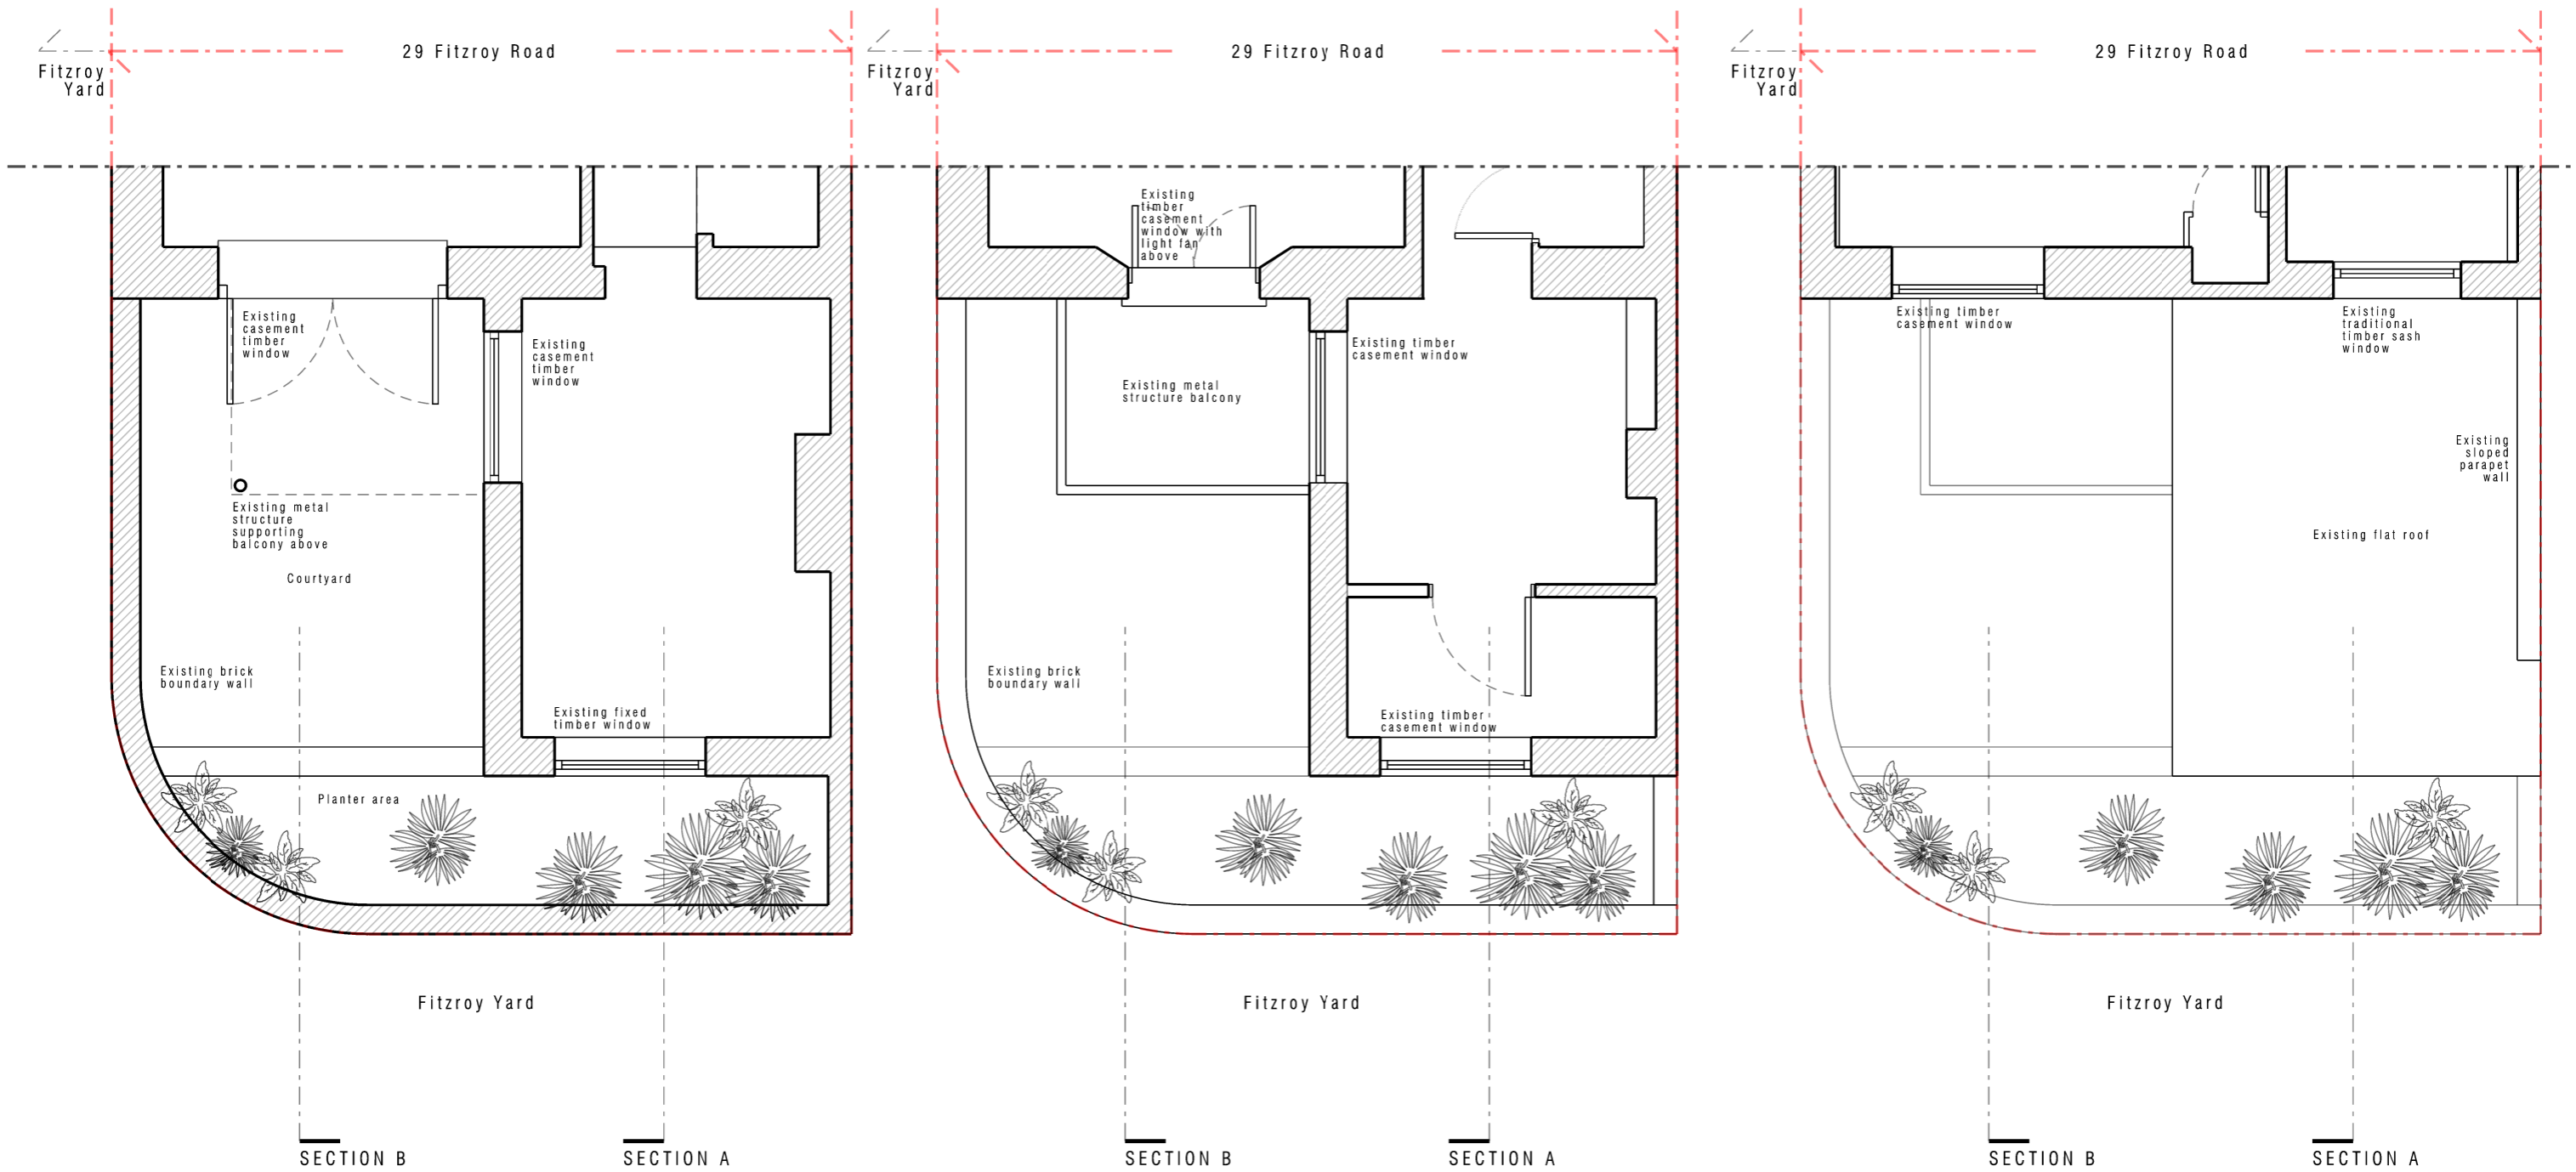 29 Fitzroy Road
Fitzroy
Yard
Existing
casement
timber
window
Existing
casement
timber
window
Existing metal
structure
supporting
balcony above
Courtyard
Existing brick
boundary wall
Existing fixed
timber window
Planter area
Fitzroy Yard
SECTION B
SECTION A
29 Fitzroy Road
Fitzroy
Yard
Existing
timber
casement
window with
light fan
above
Existing timber
casement window
Existing metal
structure balcony
Existing brick
boundary wall
Existing timber
casement window
Fitzroy Yard
SECTION B
SECTION A
29 Fitzroy Road
Fitzroy
Yard
Existing timber
casement window
Existing
traditional
timber sash
window
Existing
sloped
parapet
wall
Existing flat roof
Fitzroy Yard
SECTION B
SECTION A